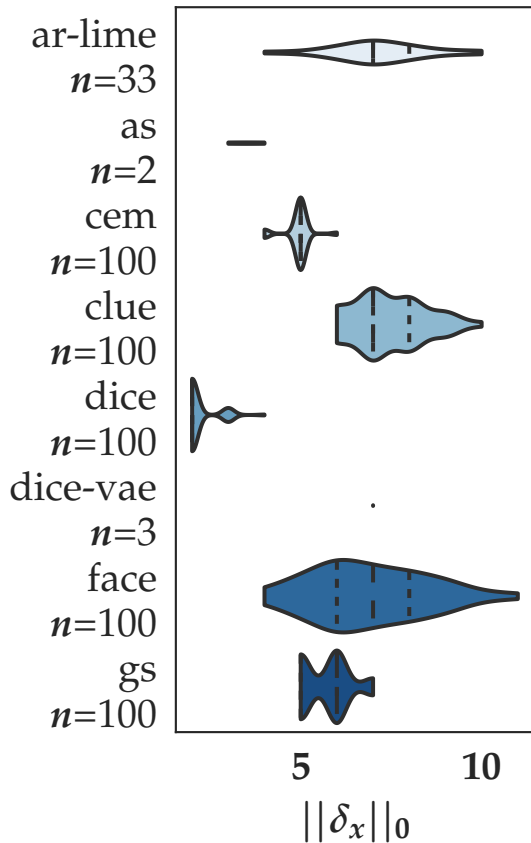 ar-lime
n=33
as
n=2
cem
n=100
clue
n=100
dice
n=100
dice-vae
n=3
face
n=100
gs
n=100
5 10
||δₓ||₀